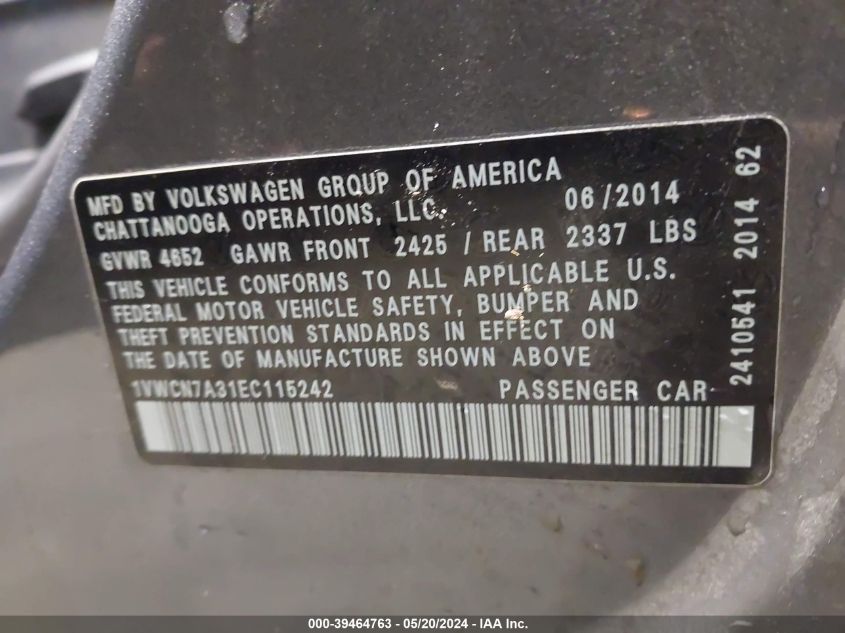 MFD BY VOLKSWAGEN GROUP OF AMERICA
CHATTANOOGA OPERATIONS, LLC. 06/2014
GVWR 4652 GAWR FRONT 2425 / REAR 2337 LBS
THIS VEHICLE CONFORMS TO ALL APPLICABLE U.S.
FEDERAL MOTOR VEHICLE SAFETY, BUMPER AND
THEFT PREVENTION STANDARDS IN EFFECT ON
THE DATE OF MANUFACTURE SHOWN ABOVE
1VWCN7A31EC115242 PASSENGER CAR
2410541 2014 62
000-39464763 - 05/20/2024 - IAA Inc.